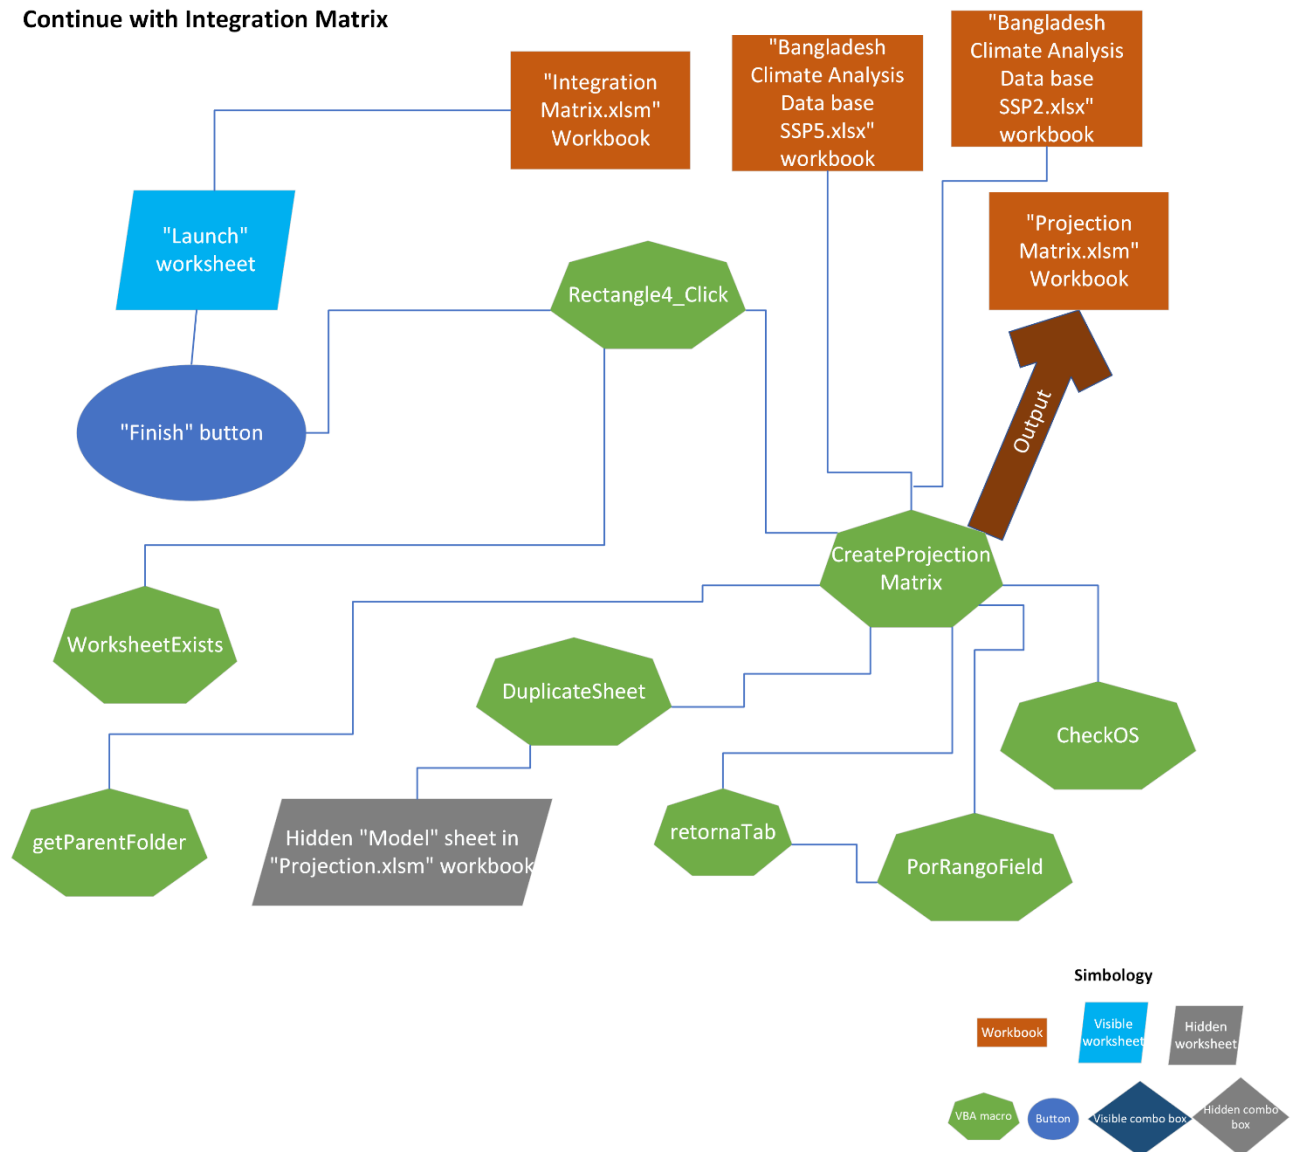 Continue with Integration Matrix
"Integration
Matrix.xlsm"
Workbook
"Bangladesh
Climate Analysis
Data base
SSP5.xlsx"
workbook
"Bangladesh
Climate Analysis
Data base
SSP2.xlsx"
workbook
"Launch"
worksheet
"Projection
Matrix.xlsm"
Workbook
Rectangle4_Click
Output
"Finish" button
CreateProjection
Matrix
WorksheetExists
DuplicateSheet
CheckOS
getParentFolder
Hidden "Model" sheet in
"Projection.xlsm" workbook
retornaTab
PorRangoField
Simbology
Workbook
Visible
worksheet
Hidden
worksheet
VBA macro
Button
Visible combo box
Hidden combo
box